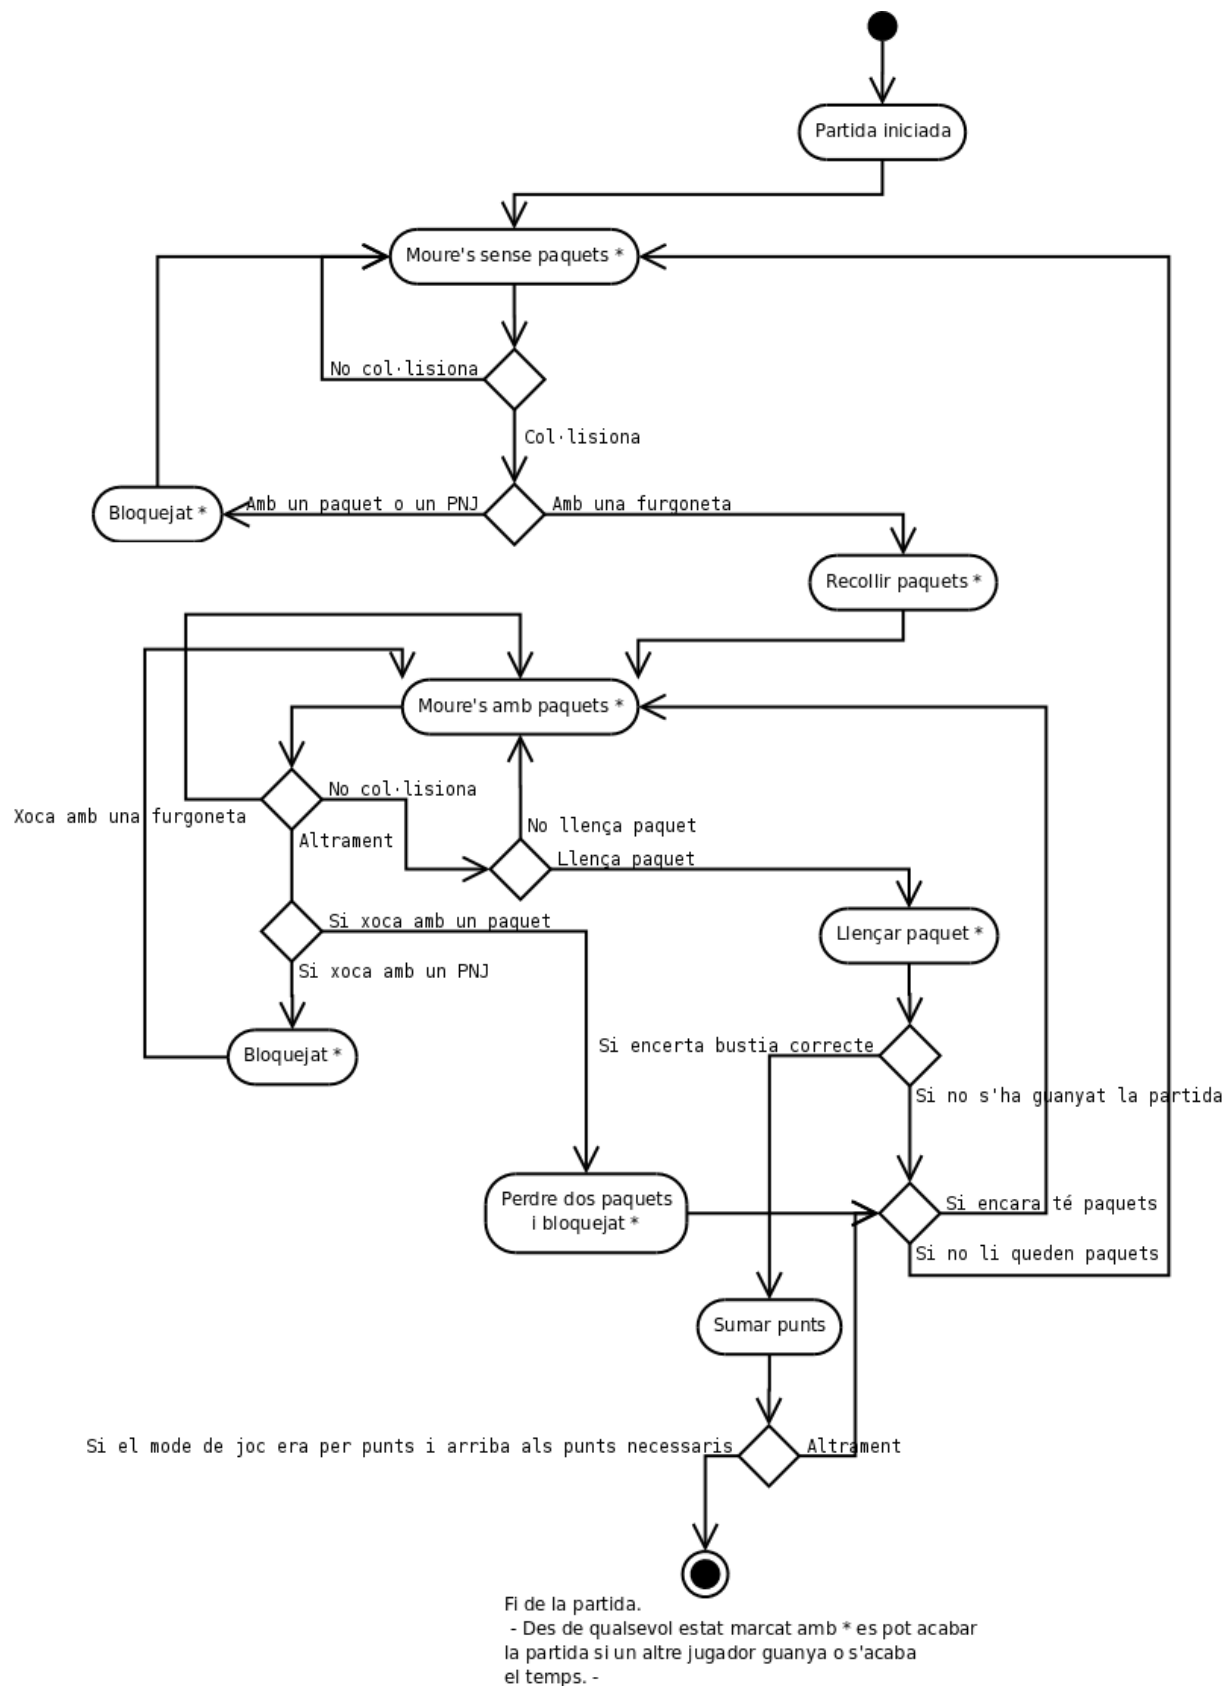 Partida iniciada
Moure's sense paquets *
No col·lisiona
Col·lisiona
Amb un paquet o un PNJ
Amb una furgoneta
Bloquejat *
Recollir paquets *
Moure's amb paquets *
No col·lisiona
Xoca amb una furgoneta
Altrament
No llença paquet
Llença paquet
Si xoca amb un paquet
Llençar paquet *
Si xoca amb un PNJ
Bloquejat *
Si encerta bustia correcte
Si no s'ha guanyat la partida
Perdre dos paquets
i bloquejat *
Si encara té paquets
Si no li queden paquets
Sumar punts
Si el mode de joc era per punts i arriba als punts necessaris
Altrament
Fi de la partida.
- Des de qualsevol estat marcat amb * es pot acabar
la partida si un altre jugador guanya o s'acaba
el temps. -